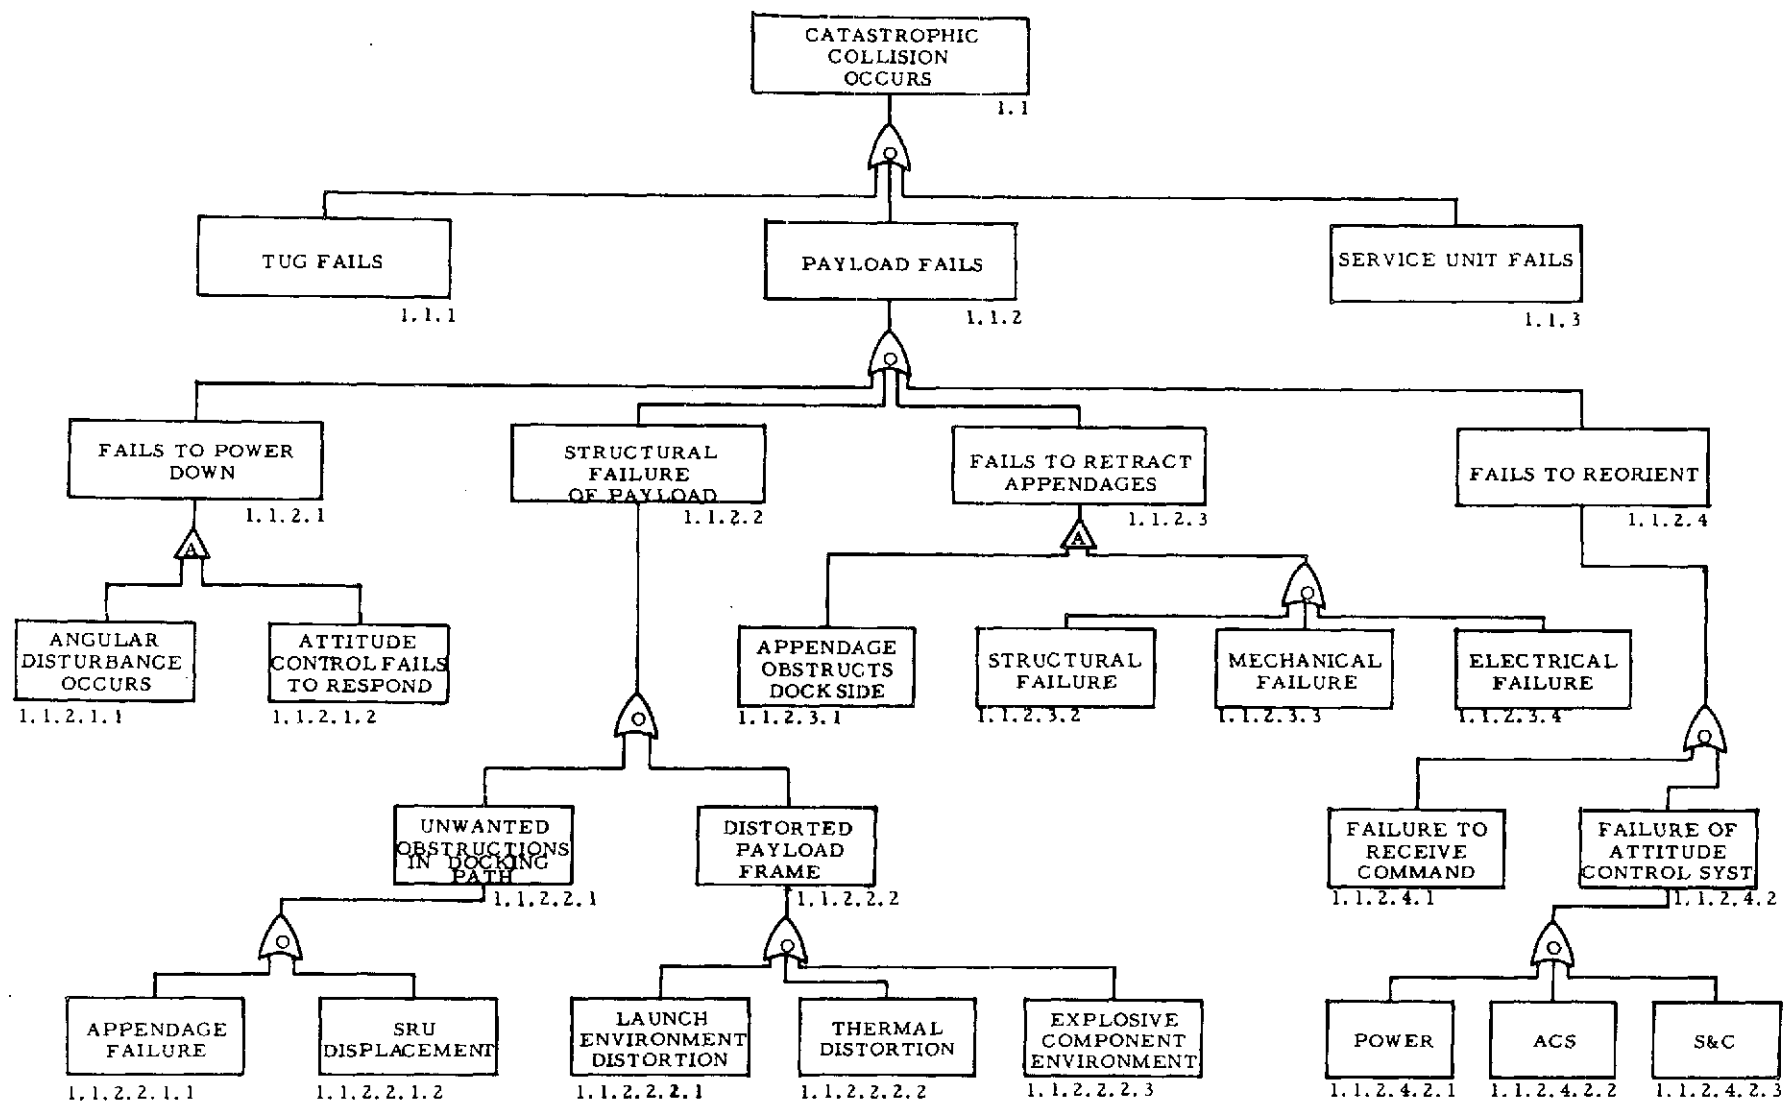 CATASTROPHIC
COLLISION
OCCURS
1.1
O
TUG FAILS
1.1.1
PAYLOAD FAILS
1.1.2
SERVICE UNIT FAILS
1.1.3
O
FAILS TO POWER
DOWN
1.1.2.1
STRUCTURAL
FAILURE
OF PAYLOAD
1.1.2.2
FAILS TO RETRACT
APPENDAGES
1.1.2.3
FAILS TO REORIENT
1.1.2.4
A
A
O
ANGULAR
DISTURBANCE
OCCURS
1.1.2.1.1
ATTITUDE
CONTROL FAILS
TO RESPOND
1.1.2.1.2
APPENDAGE
OBSTRUCTS
DOCK SIDE
1.1.2.3.1
STRUCTURAL
FAILURE
1.1.2.3.2
MECHANICAL
FAILURE
1.1.2.3.3
ELECTRICAL
FAILURE
1.1.2.3.4
O
O
UNWANTED
OBSTRUCTIONS
IN DOCKING
PATH
1.1.2.2.1
DISTORTED
PAYLOAD
FRAME
1.1.2.2.2
FAILURE TO
RECEIVE
COMMAND
1.1.2.4.1
FAILURE OF
ATTITUDE
CONTROL SYST
1.1.2.4.2
O
O
O
APPENDAGE
FAILURE
1.1.2.2.1.1
SRU
DISPLACEMENT
1.1.2.2.1.2
LAUNCH
ENVIRONMENT
DISTORTION
1.1.2.2.2.1
THERMAL
DISTORTION
1.1.2.2.2.2
EXPLOSIVE
COMPONENT
ENVIRONMENT
1.1.2.2.2.3
POWER
1.1.2.4.2.1
ACS
1.1.2.4.2.2
S&C
1.1.2.4.2.3